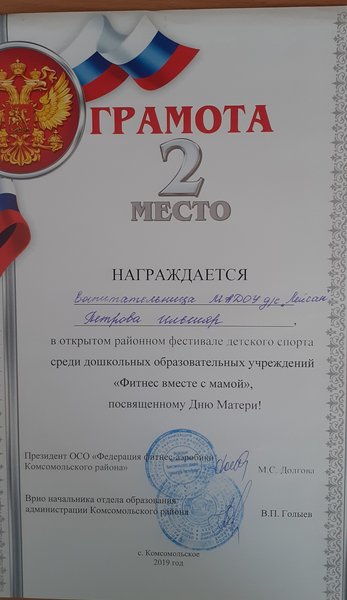 ГРАМОТА
2
МЕСТО
НАГРАЖДАЕТСЯ
Воспитательница МАДОУ д/с Лейсан
Петрова Ильсияр,
в открытом районном фестивале детского спорта
среди дошкольных образовательных учреждений
«Фитнес вместе с мамой»,
посвященному Дню Матери!
Президент ОСО «Федерация фитнес-аэробики
Комсомольского района»
М.С. Долгова
Врио начальника отдела образования
администрации Комсомольского района
В.П. Голыев
с. Комсомольское
2019 год